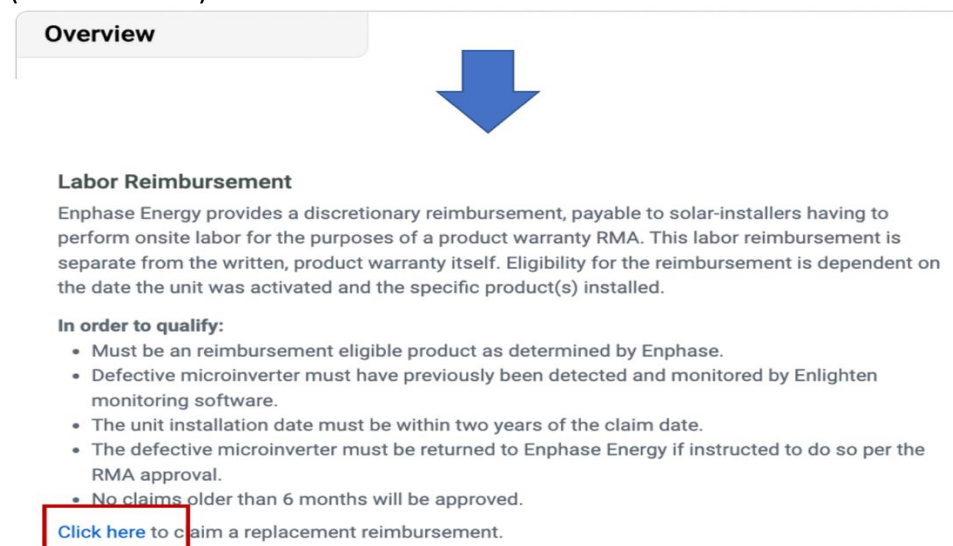 Overview
Labor Reimbursement
Enphase Energy provides a discretionary reimbursement, payable to solar-installers having to
perform onsite labor for the purposes of a product warranty RMA. This labor reimbursement is
separate from the written, product warranty itself. Eligibility for the reimbursement is dependent on
the date the unit was activated and the specific product(s) installed.
In order to qualify:
• Must be an reimbursement eligible product as determined by Enphase.
• Defective microinverter must have previously been detected and monitored by Enlighten
monitoring software.
• The unit installation date must be within two years of the claim date.
• The defective microinverter must be returned to Enphase Energy if instructed to do so per the
RMA approval.
• No claims older than 6 months will be approved.
Click here to claim a replacement reimbursement.